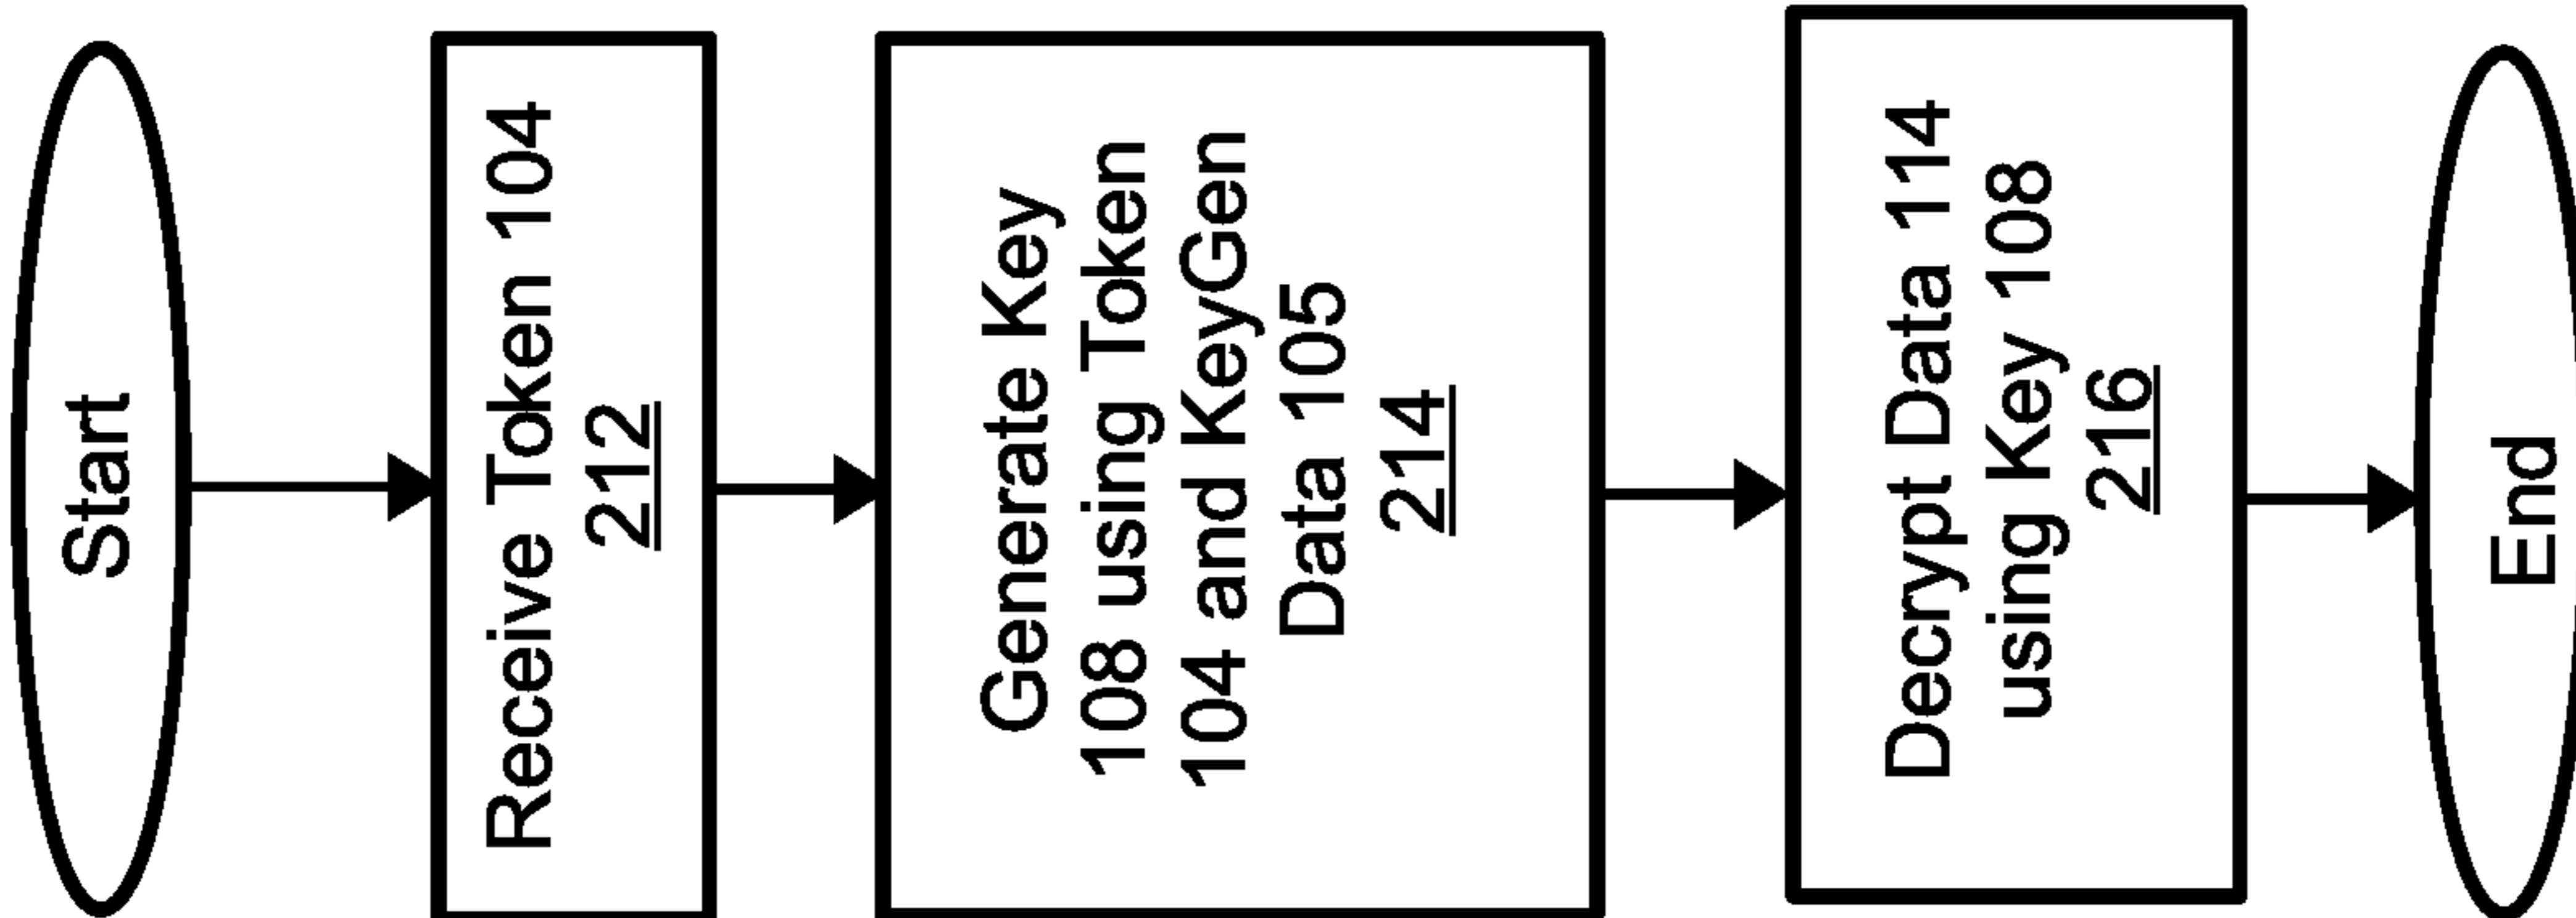 Start
Receive Token 104
212
Generate Key
108 using Token
104 and KeyGen
Data 105
214
Decrypt Data 114
using Key 108
216
End